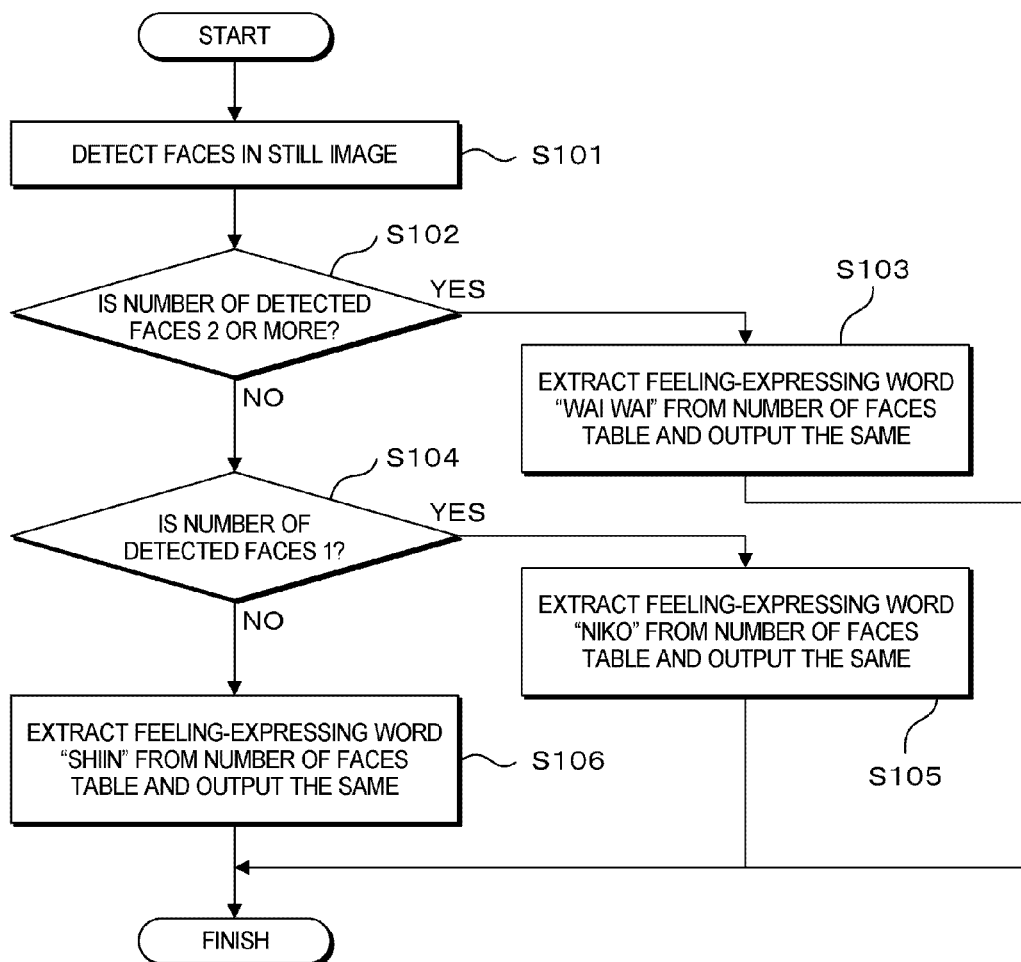 START
DETECT FACES IN STILL IMAGE
S101
S102
IS NUMBER OF DETECTED
FACES 2 OR MORE?
YES
NO
S103
EXTRACT FEELING-EXPRESSING WORD
“WAI WAI” FROM NUMBER OF FACES
TABLE AND OUTPUT THE SAME
S104
IS NUMBER OF
DETECTED FACES 1?
YES
NO
EXTRACT FEELING-EXPRESSING WORD
“NIKO” FROM NUMBER OF FACES
TABLE AND OUTPUT THE SAME
S105
EXTRACT FEELING-EXPRESSING WORD
“SHIIN” FROM NUMBER OF FACES
TABLE AND OUTPUT THE SAME
S106
FINISH